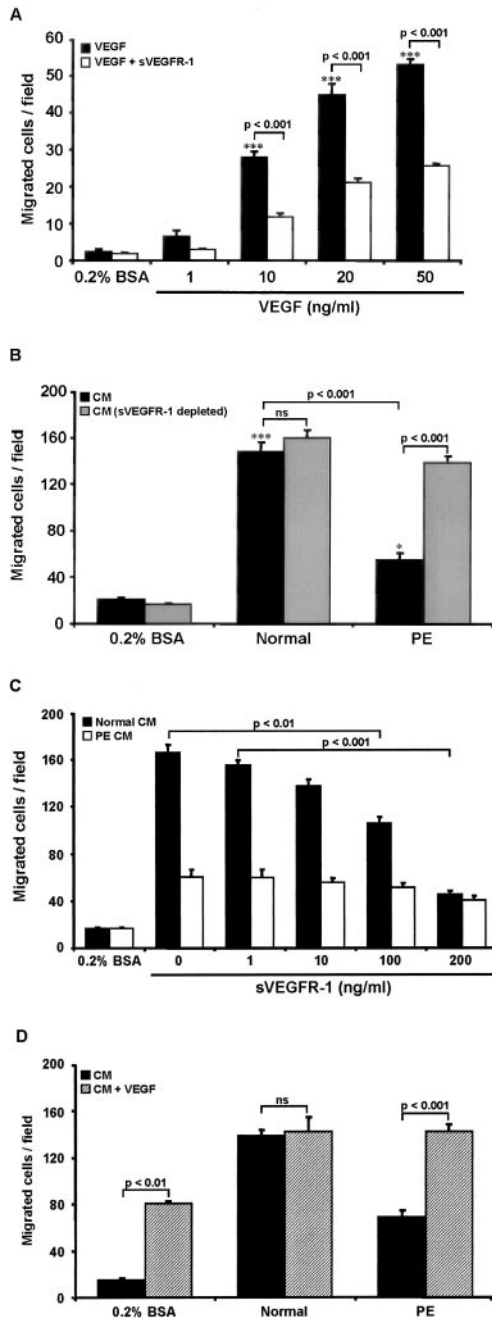 A
VEGF
VEGF + sVEGFR-1
p < 0.001
p < 0.001
p < 0.001
***
***
***
60
50
40
30
20
10
0
Migrated cells / field
0.2% BSA
1
10
20
50
VEGF (ng/ml)
B
CM
CM (sVEGFR-1 depleted)
p < 0.001
ns
p < 0.001
***
*
200
160
120
80
40
0
Migrated cells / field
0.2% BSA
Normal
PE
C
Normal CM
PE CM
p < 0.01
p < 0.001
200
160
120
80
40
0
Migrated cells / field
0.2% BSA
0
1
10
100
200
sVEGFR-1 (ng/ml)
D
CM
CM + VEGF
ns
p < 0.001
p < 0.01
200
160
120
80
40
0
Migrated cells / field
0.2% BSA
Normal
PE